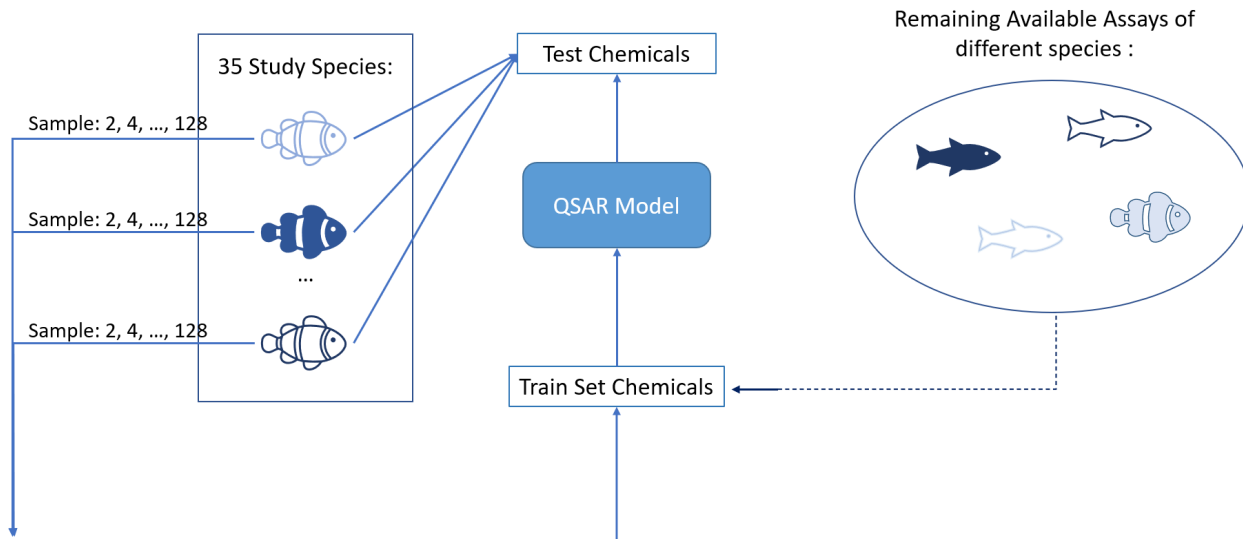 35 Study Species:
Sample: 2, 4, ..., 128
Sample: 2, 4, ..., 128
...
Sample: 2, 4, ..., 128
Test Chemicals
QSAR Model
Train Set Chemicals
Remaining Available Assays of
different species :